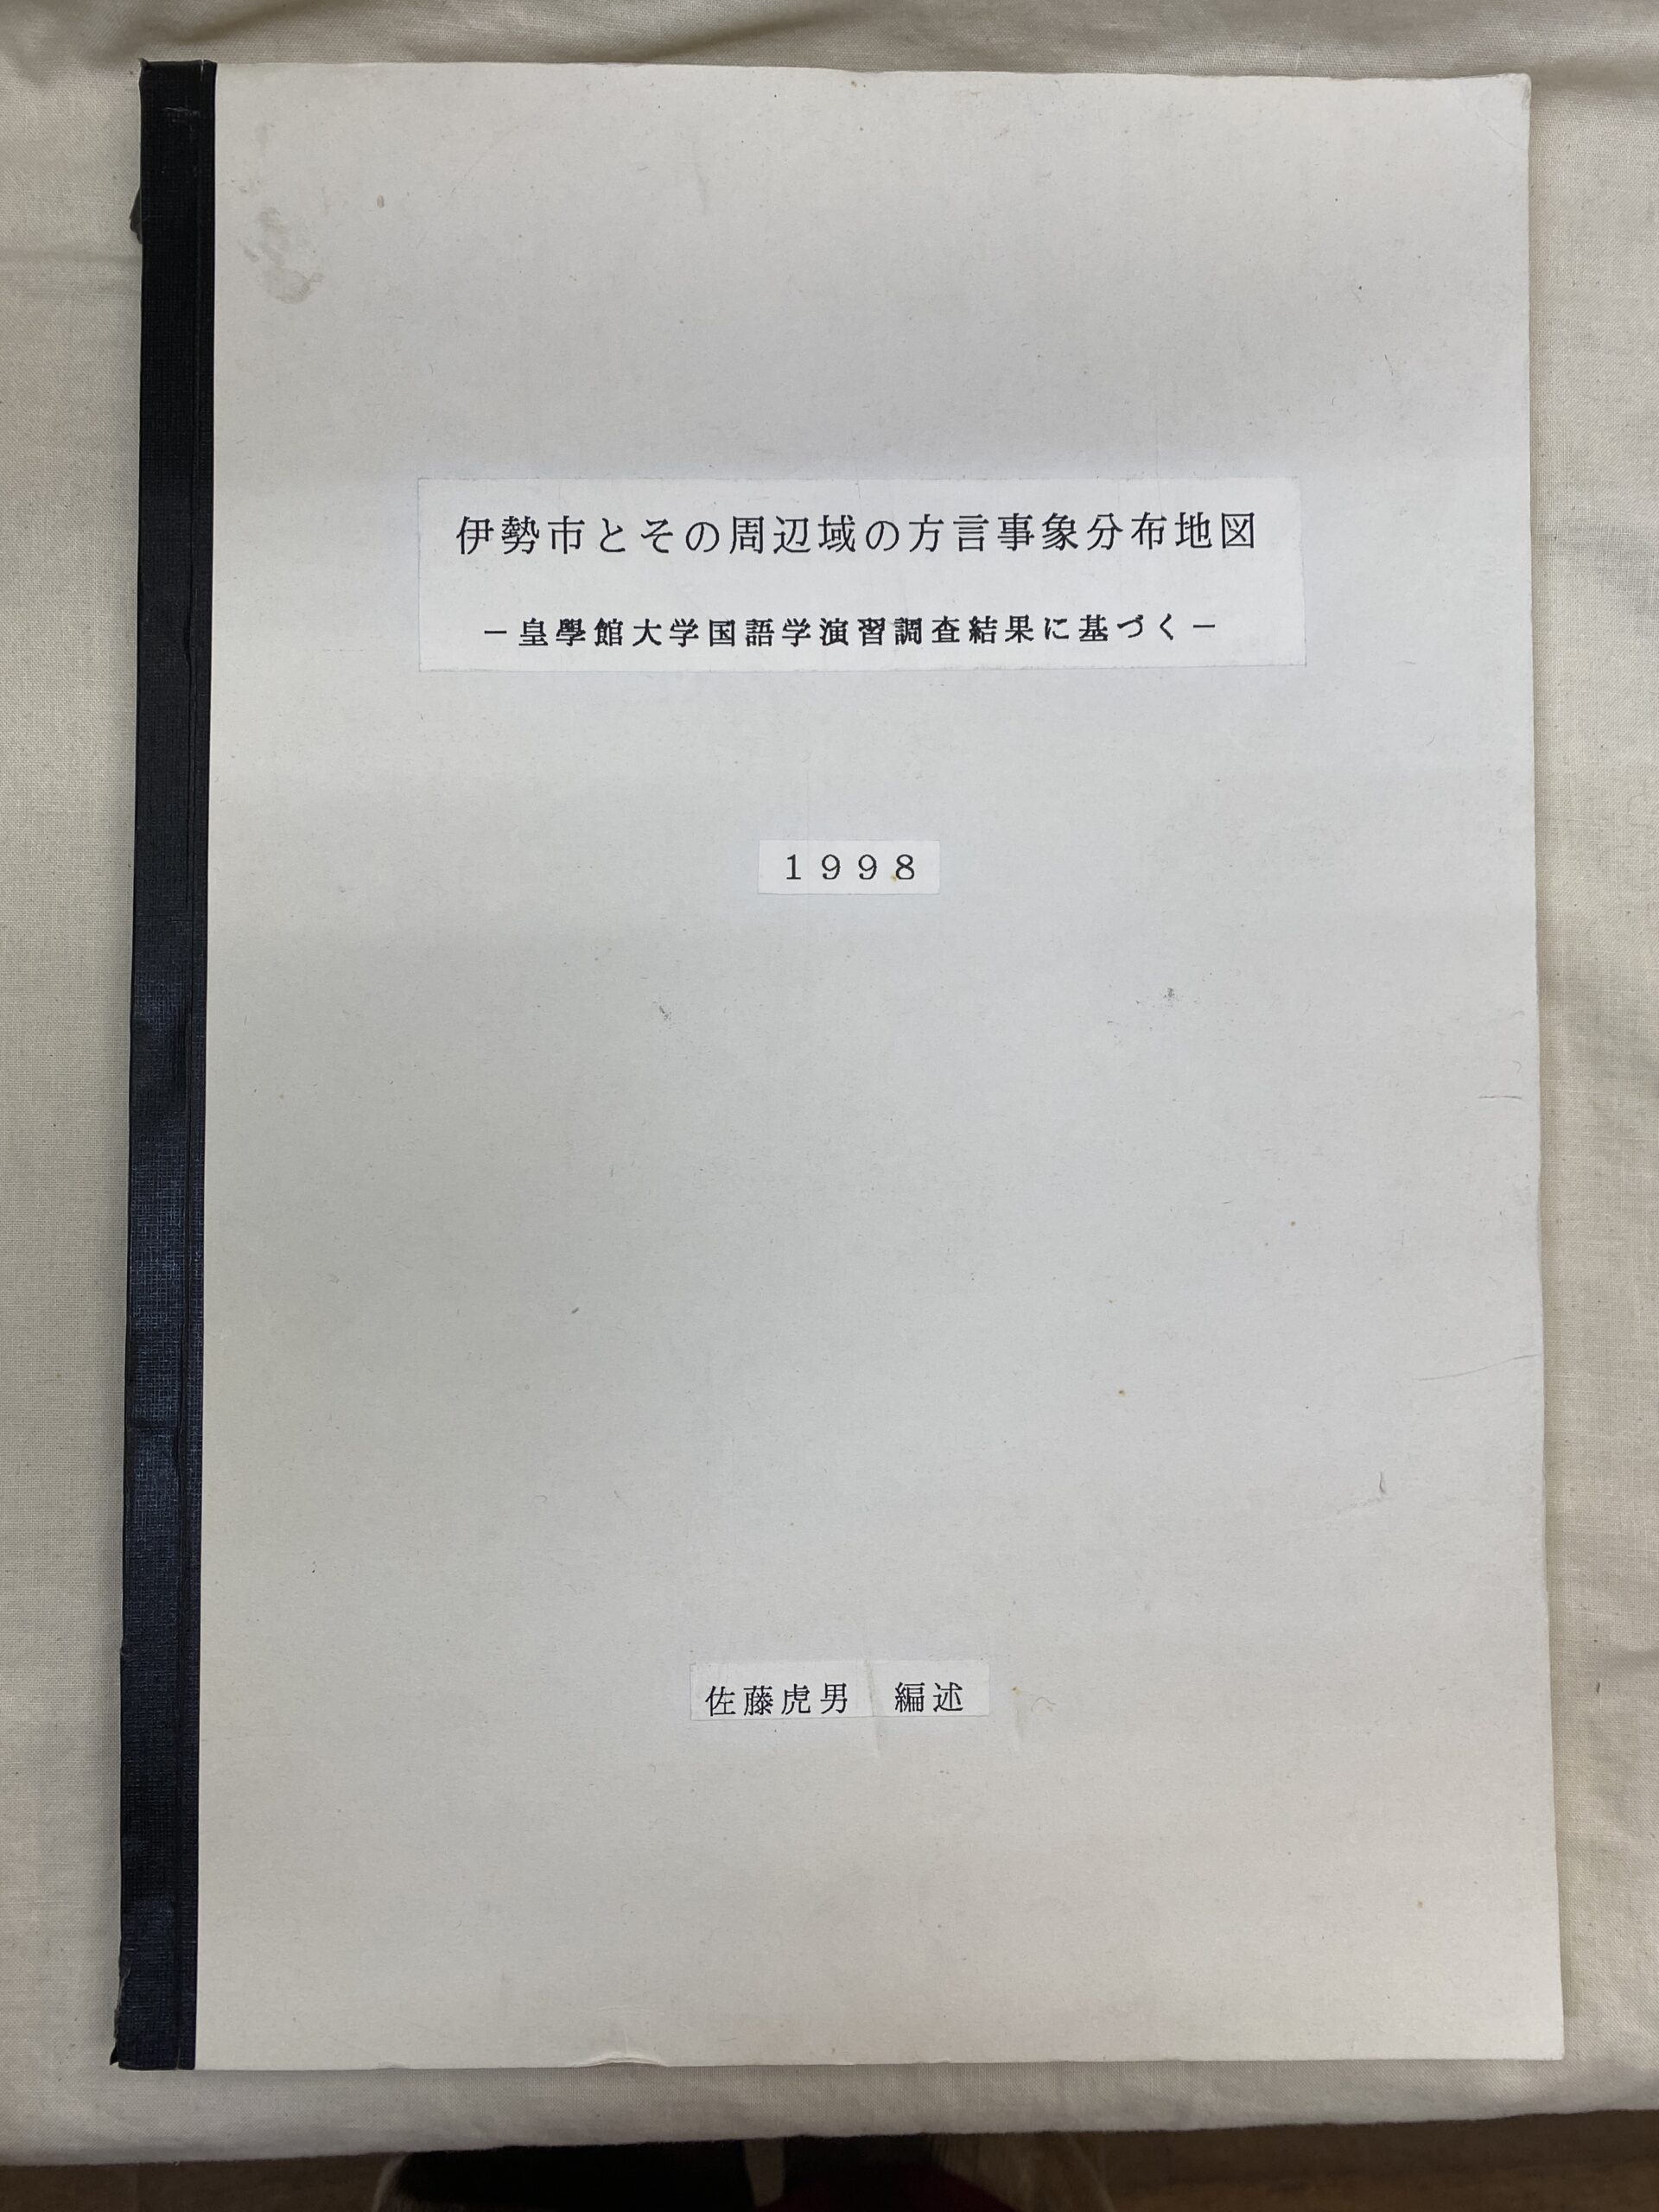 伊勢市とその周辺域の方言事象分布地図
－皇學館大学国語学演習調査結果に基づく－
1998
佐藤虎男　編述